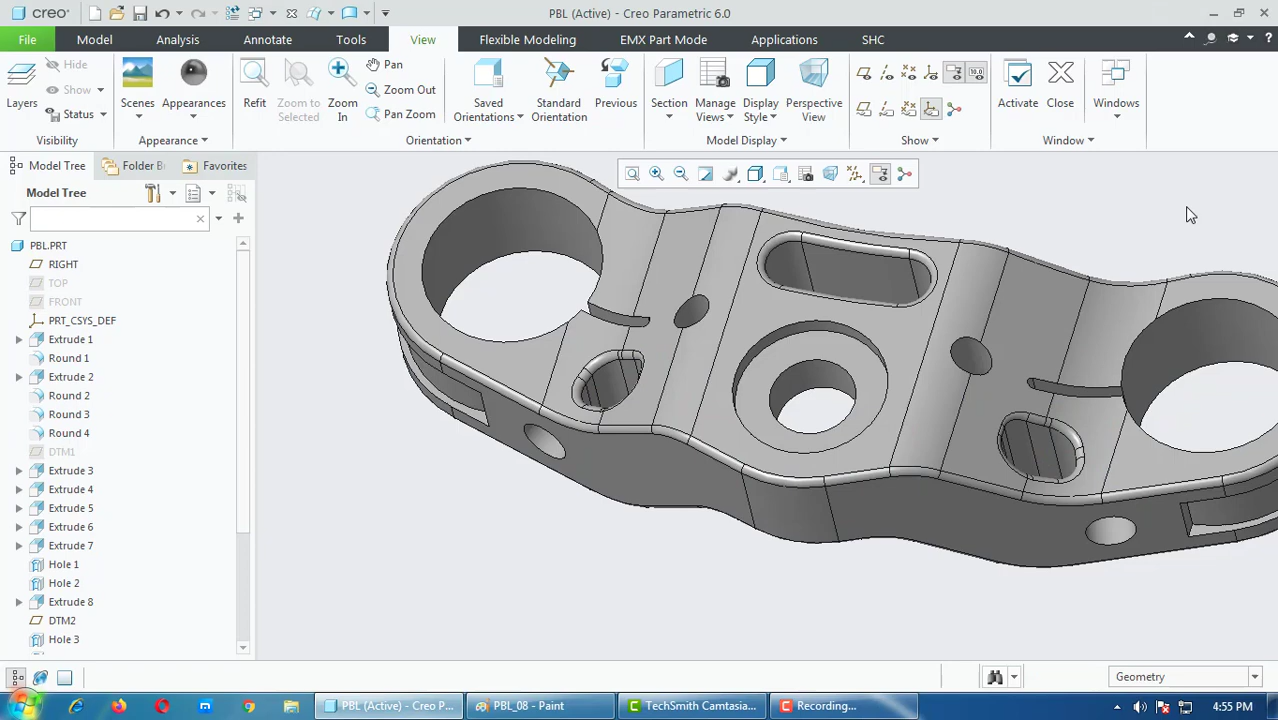 creo
PBL (Active) - Creo Parametric 6.0
File
Model
Analysis
Annotate
Tools
View
Flexible Modeling
EMX Part Mode
Applications
SHC
Layers
Hide
Show
Status
Visibility
Scenes
Appearances
Appearance
Refit
Zoom to Selected
Zoom In
Pan
Zoom Out
Pan Zoom
Saved Orientations
Standard Orientation
Previous
Orientation
Section
Manage Views
Display Style
Perspective View
Model Display
10.0
Show
Activate
Close
Windows
Window
Model Tree
Folder B
Favorites
Model Tree
PBL.PRT
RIGHT
TOP
FRONT
PRT_CSYS_DEF
Extrude 1
Round 1
Extrude 2
Round 2
Round 3
Round 4
DTM1
Extrude 3
Extrude 4
Extrude 5
Extrude 6
Extrude 7
Hole 1
Hole 2
Extrude 8
DTM2
Hole 3
Geometry
PBL (Active) - Creo P...
PBL_08 - Paint
TechSmith Camtasia...
Recording...
4:55 PM